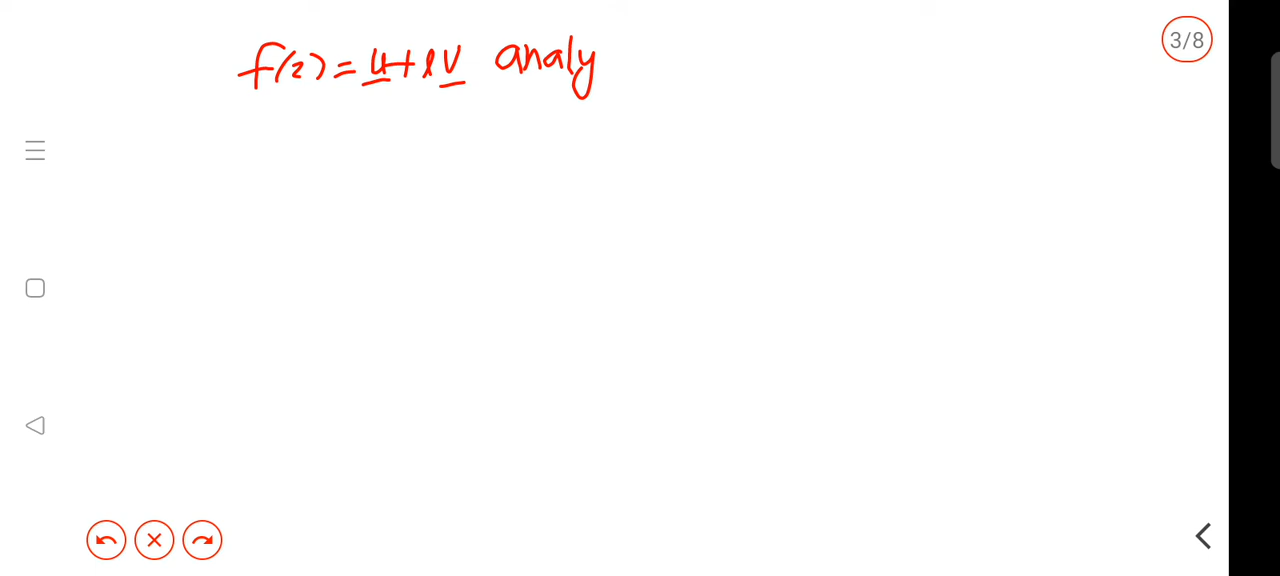 3/8
f(z) = u + iv analy